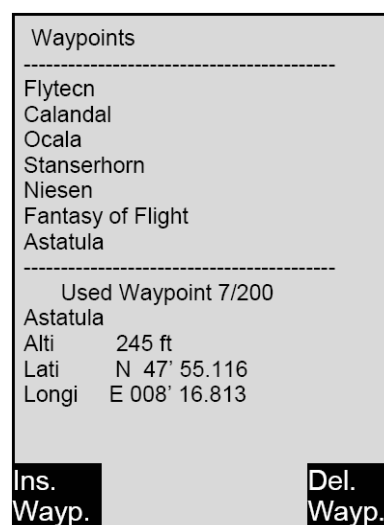 Waypoints
------------------------------------------
Flytecn
Calandal
Ocala
Stanserhorn
Niesen
Fantasy of Flight
Astatula
------------------------------------------
Used Waypoint 7/200
Astatula
Alti 245 ft
Lati N 47’ 55.116
Longi E 008’ 16.813
Ins. Del.
Wayp. Wayp.